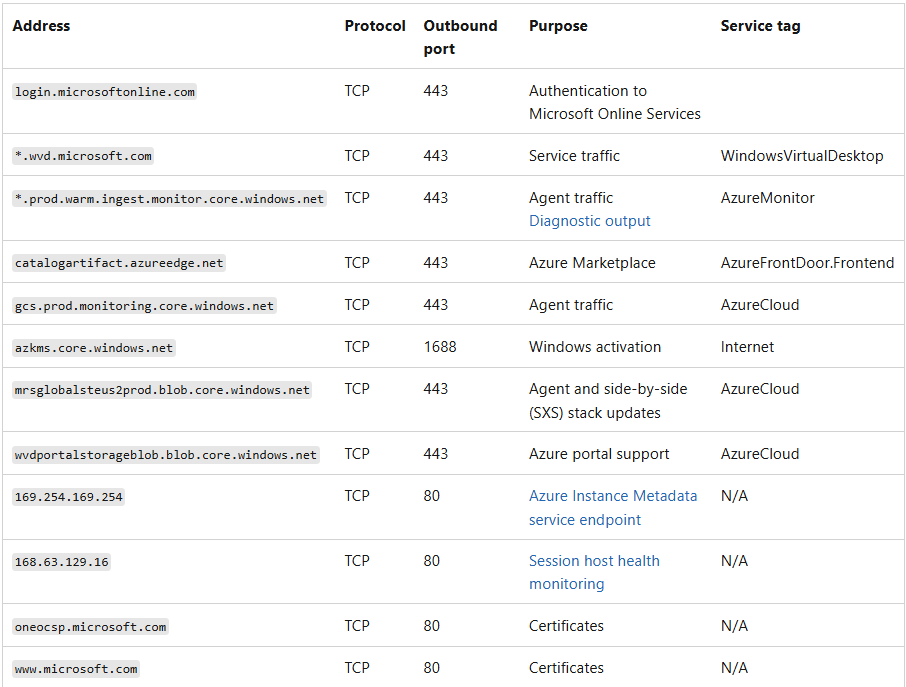 Address Protocol Outbound port Purpose Service tag
login.microsoftonline.com TCP 443 Authentication to Microsoft Online Services
*.wvd.microsoft.com TCP 443 Service traffic WindowsVirtualDesktop
*.prod.warm.ingest.monitor.core.windows.net TCP 443 Agent traffic Diagnostic output AzureMonitor
catalogartifact.azureedge.net TCP 443 Azure Marketplace AzureFrontDoor.Frontend
gcs.prod.monitoring.core.windows.net TCP 443 Agent traffic AzureCloud
azkms.core.windows.net TCP 1688 Windows activation Internet
mrsglobalsteus2prod.blob.core.windows.net TCP 443 Agent and side-by-side (SXS) stack updates AzureCloud
wvdportalstorageblob.blob.core.windows.net TCP 443 Azure portal support AzureCloud
169.254.169.254 TCP 80 Azure Instance Metadata service endpoint N/A
168.63.129.16 TCP 80 Session host health monitoring N/A
oneocsp.microsoft.com TCP 80 Certificates N/A
www.microsoft.com TCP 80 Certificates N/A